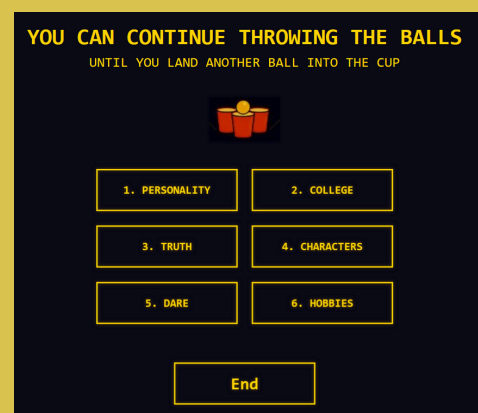 YOU CAN CONTINUE THROWING THE BALLS
UNTIL YOU LAND ANOTHER BALL INTO THE CUP
1. PERSONALITY
2. COLLEGE
3. TRUTH
4. CHARACTERS
5. DARE
6. HOBBIES
End